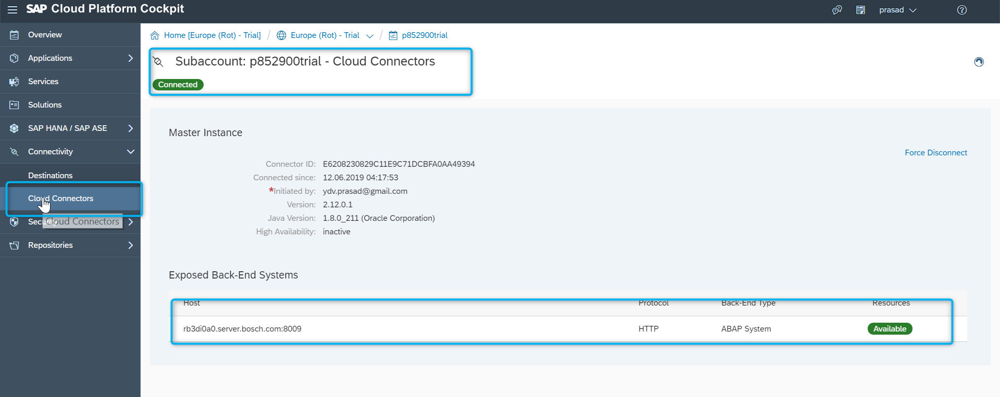 SAP Cloud Platform Cockpit
prasad
Overview
Applications
Services
Solutions
SAP HANA / SAP ASE
Connectivity
Destinations
Cloud Connectors
Security
Cloud Connectors
Repositories
Home [Europe (Rot) - Trial] / Europe (Rot) - Trial / p852900trial
Subaccount: p852900trial - Cloud Connectors
Connected
Master Instance
Force Disconnect
Connector ID: E6208230829C11E9C71DCBFA0AA49394
Connected since: 12.06.2019 04:17:53
*Initiated by: ydv.prasad@gmail.com
Version: 2.12.0.1
Java Version: 1.8.0_211 (Oracle Corporation)
High Availability: inactive
Exposed Back-End Systems
Host Protocol Back-End Type Resources
rb3di0a0.server.bosch.com:8009 HTTP ABAP System Available